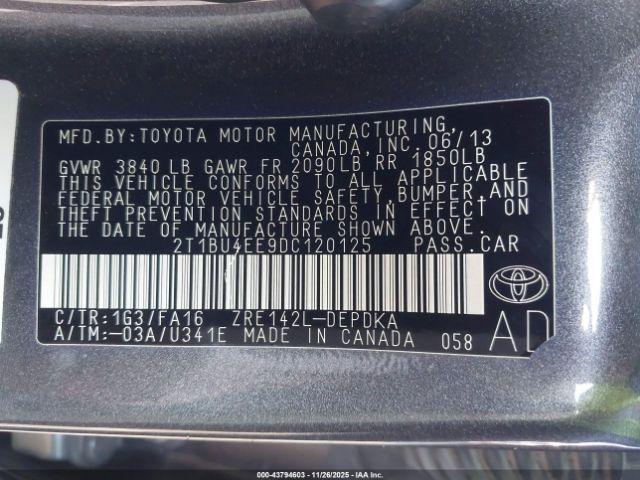 MFD.BY:TOYOTA MOTOR MANUFACTURING,
CANADA, INC. 06/13
GVWR 3840 LB GAWR FR 2090LB RR 1850LB
THIS VEHICLE CONFORMS TO ALL APPLICABLE
FEDERAL MOTOR VEHICLE SAFETY, BUMPER, AND
THEFT PREVENTION STANDARDS IN EFFECT ON
THE DATE OF MANUFACTURE SHOWN ABOVE.
2T1BU4EE9DC120125 PASS.CAR
C/TR:1G3/FA16 ZRE142L-DEPDKA
A/TM:-03A/U341E MADE IN CANADA 058
AD
000-43794603 | 11/26/2025 - IAAI.com